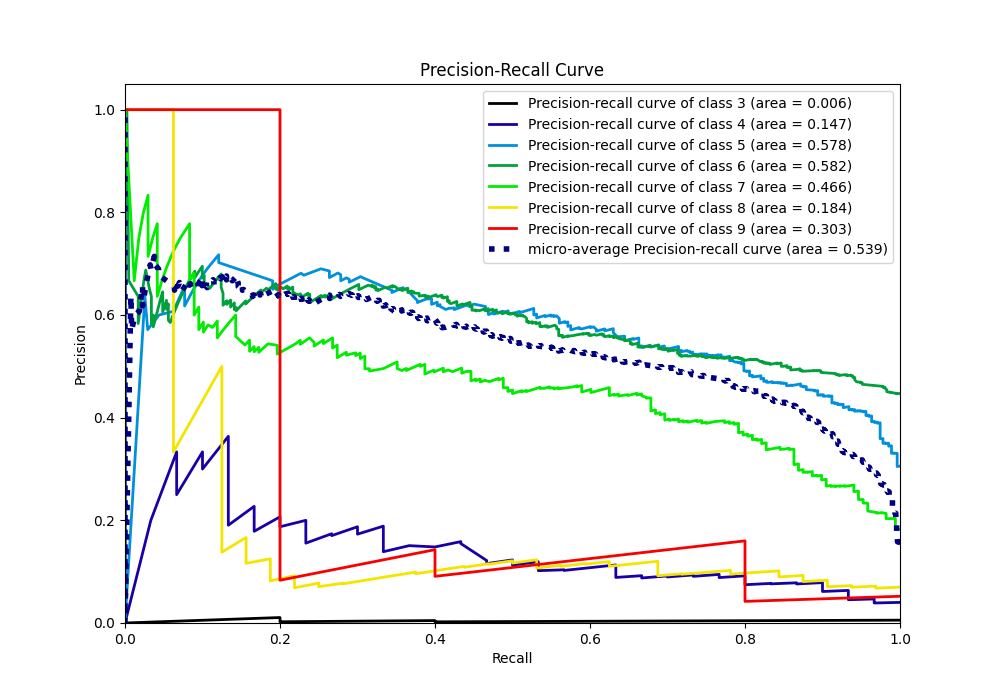 Precision-Recall Curve
Precision-recall curve of class 3 (area = 0.006)
Precision-recall curve of class 4 (area = 0.147)
Precision-recall curve of class 5 (area = 0.578)
Precision-recall curve of class 6 (area = 0.582)
Precision-recall curve of class 7 (area = 0.466)
Precision-recall curve of class 8 (area = 0.184)
Precision-recall curve of class 9 (area = 0.303)
micro-average Precision-recall curve (area = 0.539)
Precision
1.0
0.8
0.6
0.4
0.2
0.0
0.0 0.2 0.4 0.6 0.8 1.0
Recall